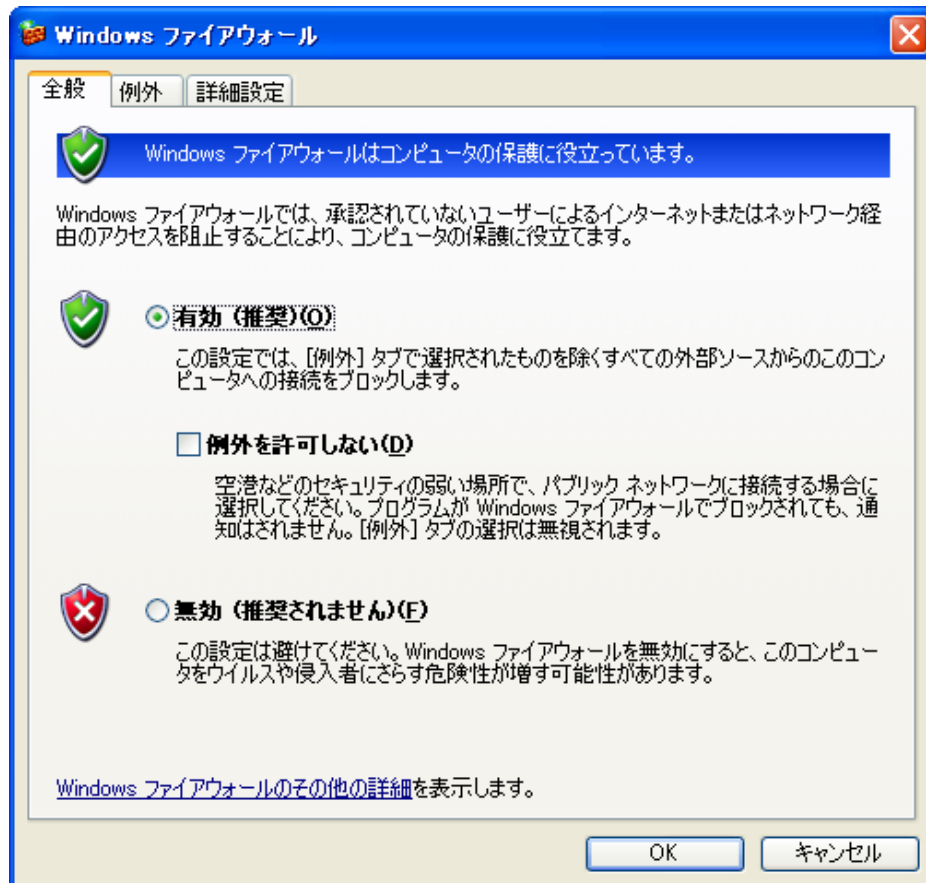 Windows ファイアウォール
全般 例外 詳細設定
Windows ファイアウォールはコンピュータの保護に役立っています。
Windows ファイアウォールでは、承認されていないユーザーによるインターネットまたはネットワーク経
由のアクセスを阻止することにより、コンピュータの保護に役立てます。
有効 (推奨)(O)
この設定では、[例外] タブで選択されたものを除くすべての外部ソースからのこのコン
ピュータへの接続をブロックします。
例外を許可しない(D)
空港などのセキュリティの弱い場所で、パブリック ネットワークに接続する場合に
選択してください。プログラムが Windows ファイアウォールでブロックされても、通
知はされません。[例外] タブの選択は無視されます。
無効 (推奨されません)(F)
この設定は避けてください。Windows ファイアウォールを無効にすると、このコンピュー
タをウイルスや侵入者にさらす危険性が増す可能性があります。
Windows ファイアウォールのその他の詳細を表示します。
OK キャンセル